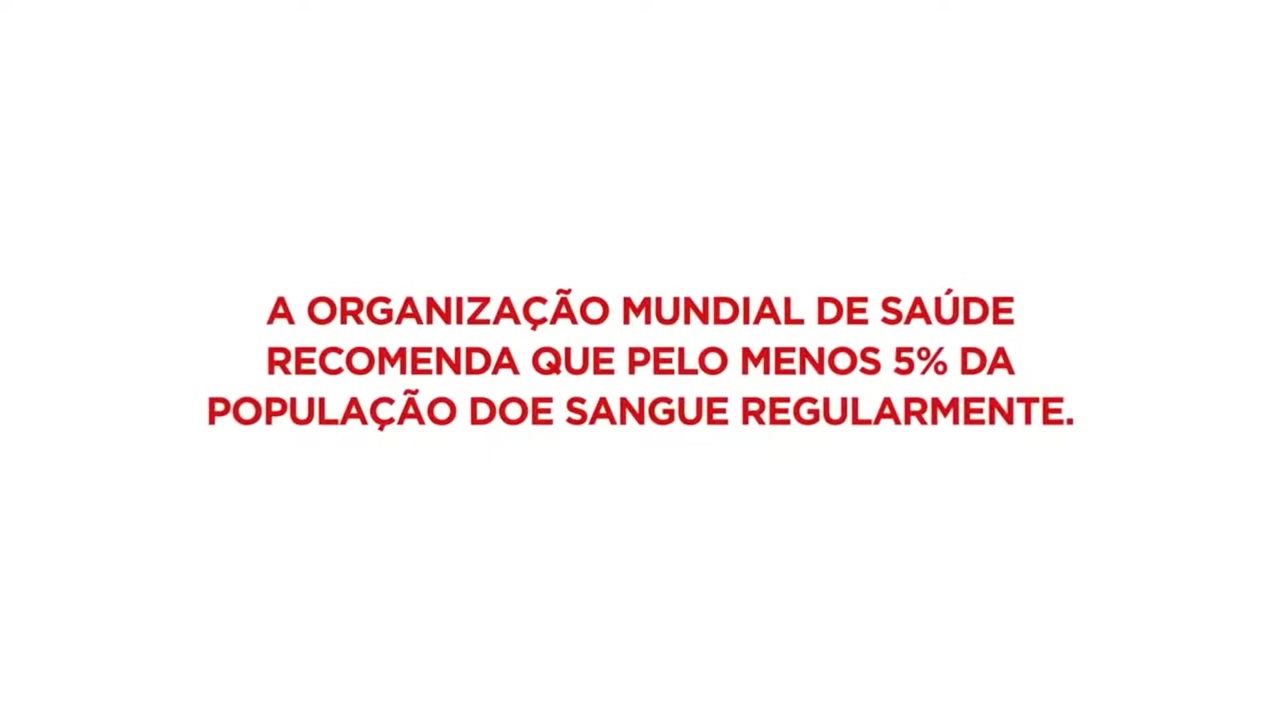 A ORGANIZAÇÃO MUNDIAL DE SAÚDE
RECOMENDA QUE PELO MENOS 5% DA
POPULAÇÃO DOE SANGUE REGULARMENTE.